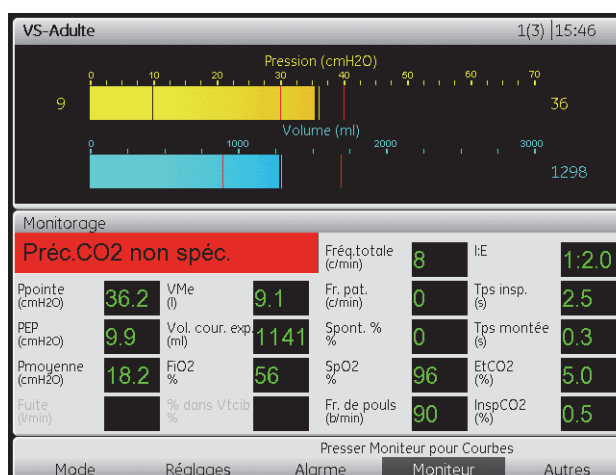 VS-Adulte 1(3) |15:46
Pression (cmH2O)
0 10 20 30 40 50 60 70
9 36
Volume (ml)
0 1000 2000 3000
1298
Monitorage
Préc.CO2 non spéc.
Fréq.totale (c/min) 8 I:E 1:2.0
Ppointe (cmH2O) 36.2 VMe (l) 9.1 Fr. pat. (c/min) 0 Tps insp. (s) 2.5
PEP (cmH2O) 9.9 Vol. cour. exp. (ml) 1141 Spont. % % 0 Tps montée (s) 0.3
Pmoyenne (cmH2O) 18.2 FiO2 % 56 SpO2 % 96 EtCO2 (%) 5.0
Fuite (l/min) % dans Vtcib % Fr. de pouls (b/min) 90 InspCO2 (%) 0.5
Presser Moniteur pour Courbes
Mode Réglages Alarme Moniteur Autres